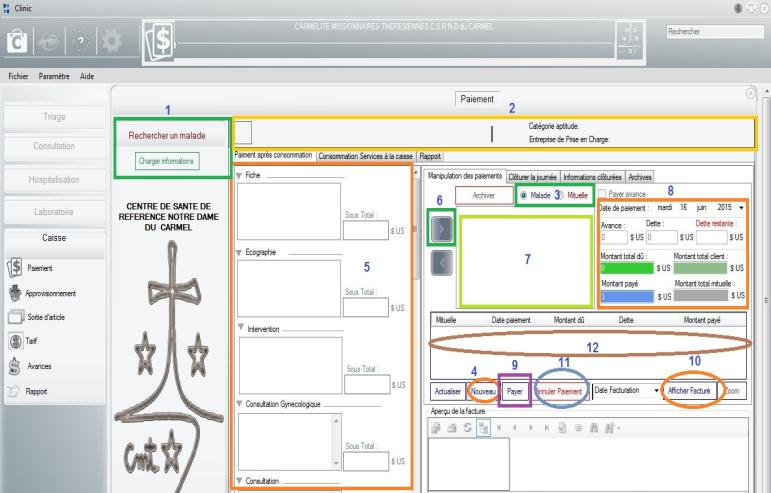 Clinic
CARMELITE MISSIONNAIRES THERESIENNES C.S.R.N.D du CARMEL
Rechercher
Fichier Paramètre Aide
Paiement
Triage
Consultation
Hospitalisation
Laboratoire
Caisse
Paiement
Approvisionnement
Sortie d'article
Tarif
Avances
Rapport
1
Rechercher un malade
Charger informations
CENTRE DE SANTE DE
REFERENCE NOTRE DAME
DU CARMEL
Cmt
2
Catégorie aptitude:
Entreprise de Prise en Charge:
Paiment après consommation Consommation Services à la caisse Rapport
Fiche
Sous Total :
$ US
Ecographie
5
Sous Total :
$ US
Intervention
Sous Total :
$ US
Consultation Gynecologique
Sous Total :
$ US
Consultation
Manipulation des paiements Clôturer la journée Informations clôturées Archives
Archiver
Malade 3 Mituelle
Payer avance
8
6
7
Date de paiement : mardi 16 juin 2015
Avance : Dette : Dette restante :
0 $ US 0 $ US $ US
Montant total dû : Montant total client :
$ US $ US
Montant payé Montant total mituelle :
$ US $ US
Mituelle Date paiement Montant dû Dette Montant payé
12
4 9 11 10
Actualiser Nouveau Payer Annuler Paiement Date Facturation Afficher Facture Zoom
Aperçu de la facture